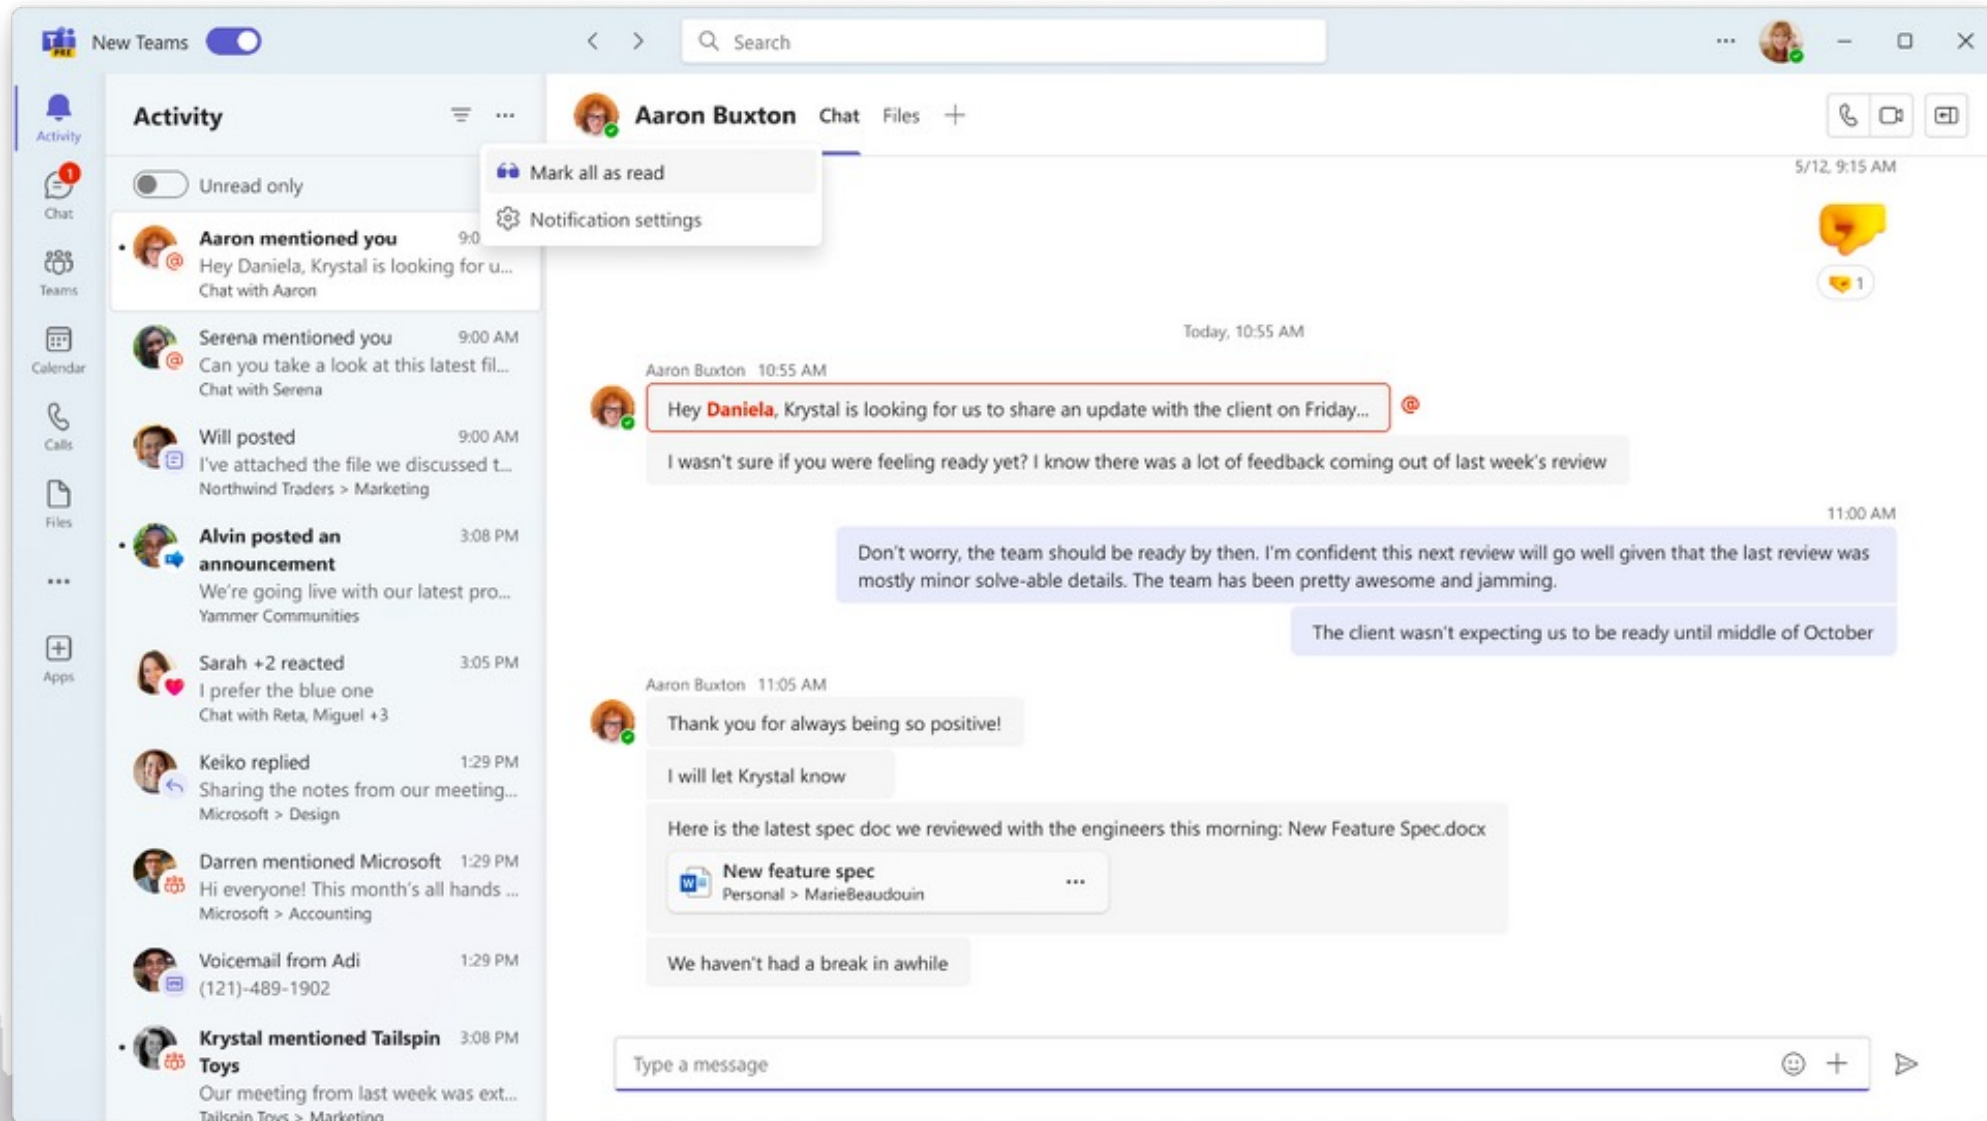 New Teams
Search
Activity
Chat
Teams
Calendar
Calls
Files
Apps
1
Activity
Mark all as read
Notification settings
Unread only
Aaron mentioned you 9:0
Hey Daniela, Krystal is looking for u...
Chat with Aaron
Serena mentioned you 9:00 AM
Can you take a look at this latest fil...
Chat with Serena
Will posted 9:00 AM
I've attached the file we discussed t...
Northwind Traders > Marketing
Alvin posted an 3:08 PM
announcement
We're going live with our latest pro...
Yammer Communities
Sarah +2 reacted 3:05 PM
I prefer the blue one
Chat with Reta, Miguel +3
Keiko replied 1:29 PM
Sharing the notes from our meeting...
Microsoft > Design
Darren mentioned Microsoft 1:29 PM
Hi everyone! This month's all hands ...
Microsoft > Accounting
Voicemail from Adi 1:29 PM
(121)-489-1902
Krystal mentioned Tailspin 3:08 PM
Toys
Our meeting from last week was ext...
Tailspin Toys > Marketing
Aaron Buxton Chat Files
5/12, 9:15 AM
1
Today, 10:55 AM
Aaron Buxton 10:55 AM
Hey Daniela, Krystal is looking for us to share an update with the client on Friday... @
I wasn't sure if you were feeling ready yet? I know there was a lot of feedback coming out of last week's review
11:00 AM
Don't worry, the team should be ready by then. I'm confident this next review will go well given that the last review was
mostly minor solve-able details. The team has been pretty awesome and jamming.
The client wasn't expecting us to be ready until middle of October
Aaron Buxton 11:05 AM
Thank you for always being so positive!
I will let Krystal know
Here is the latest spec doc we reviewed with the engineers this morning: New Feature Spec.docx
New feature spec
Personal > MarieBeaudouin
We haven't had a break in awhile
Type a message